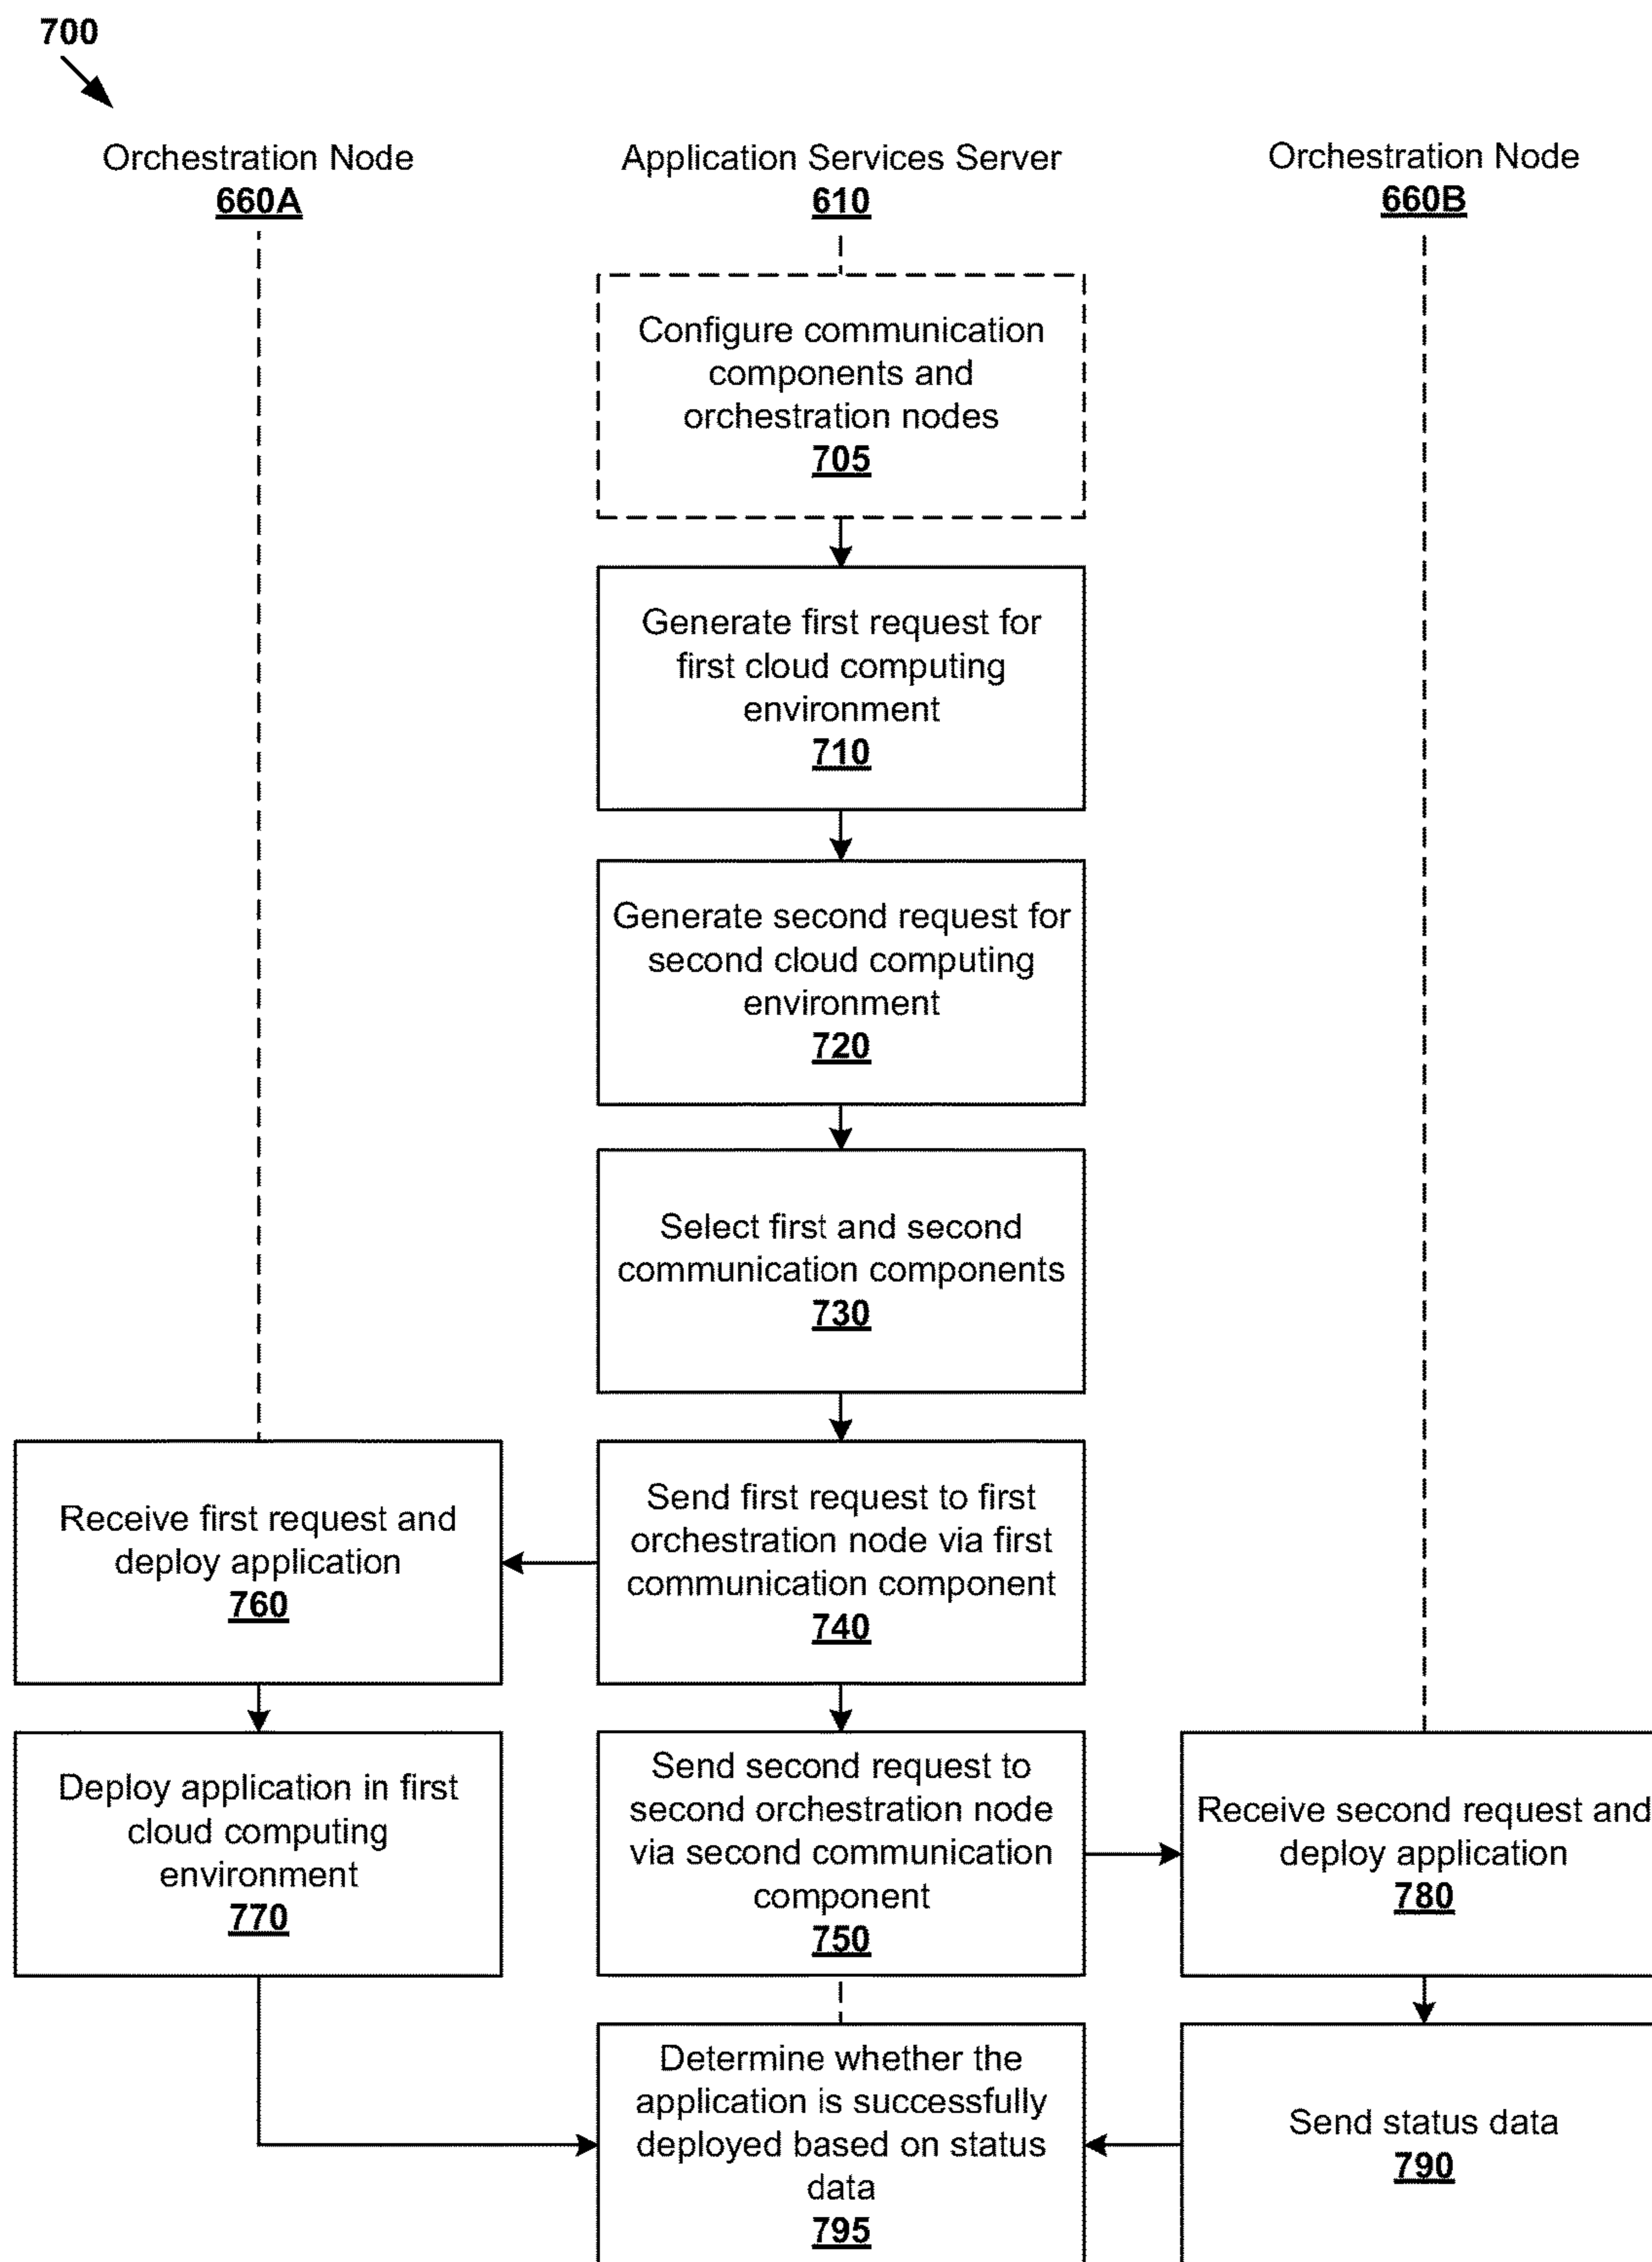 700
Orchestration Node
660A
Application Services Server
610
Orchestration Node
660B
Configure communication
components and
orchestration nodes
705
Generate first request for
first cloud computing
environment
710
Generate second request for
second cloud computing
environment
720
Select first and second
communication components
730
Receive first request and
deploy application
760
Send first request to first
orchestration node via first
communication component
740
Deploy application in first
cloud computing
environment
770
Send second request to
second orchestration node
via second communication
component
750
Receive second request and
deploy application
780
Determine whether the
application is successfully
deployed based on status
data
795
Send status data
790